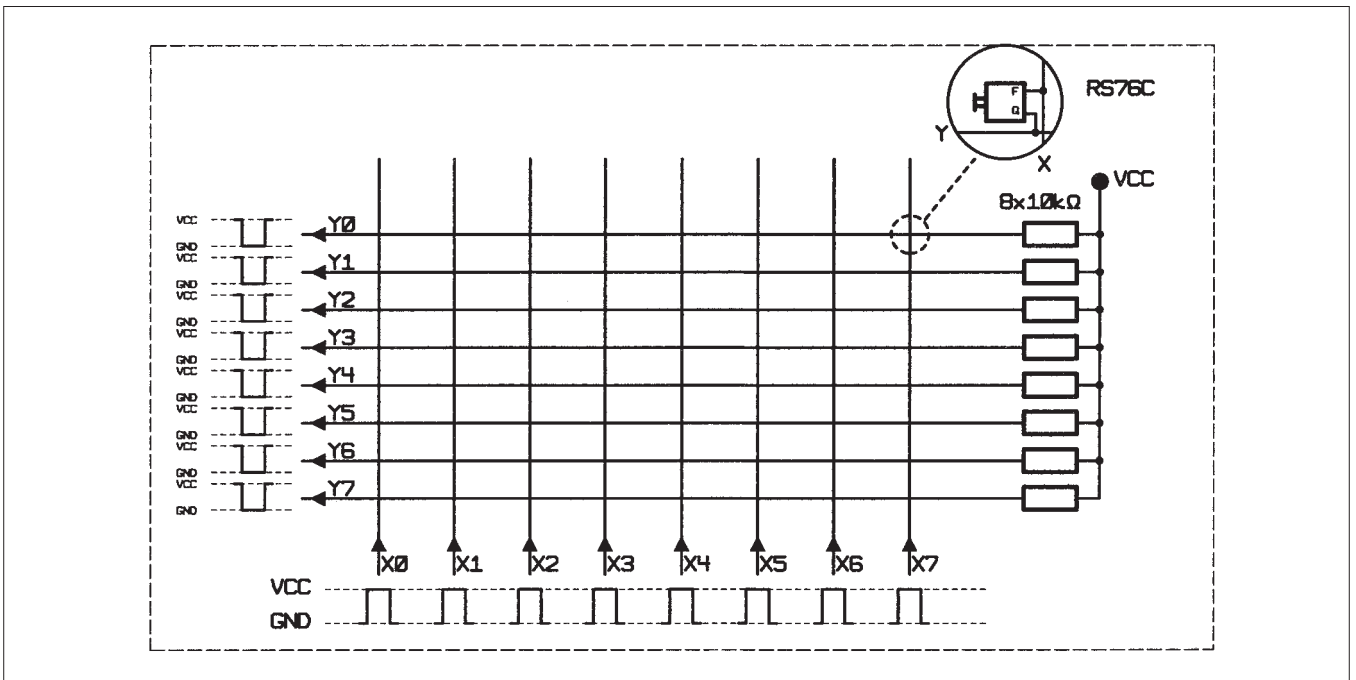 RS76C
F
Q
Y
X
VCC
8x10kΩ
VCC
GND
Y0
VCC
GND
Y1
VCC
GND
Y2
VCC
GND
Y3
VCC
GND
Y4
VCC
GND
Y5
VCC
GND
Y6
VCC
GND
Y7
X0 X1 X2 X3 X4 X5 X6 X7
VCC
GND